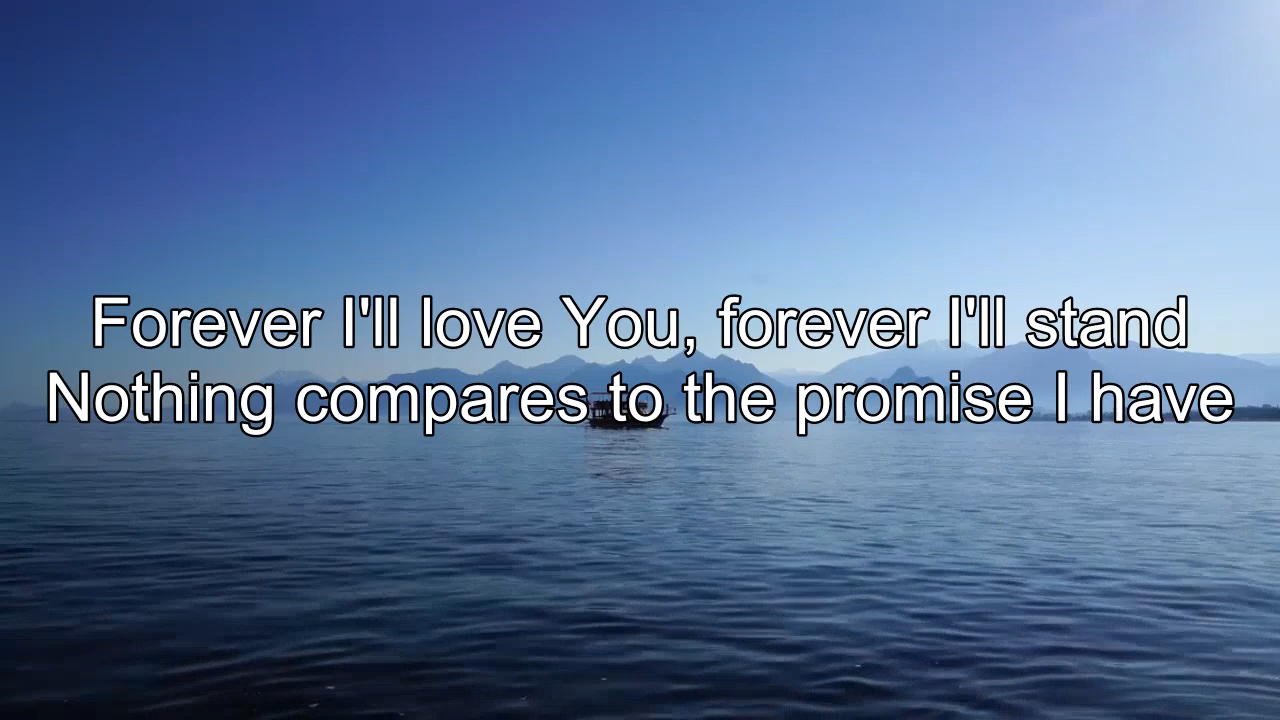 Forever I'll love You, forever I'll stand
Nothing compares to the promise I have